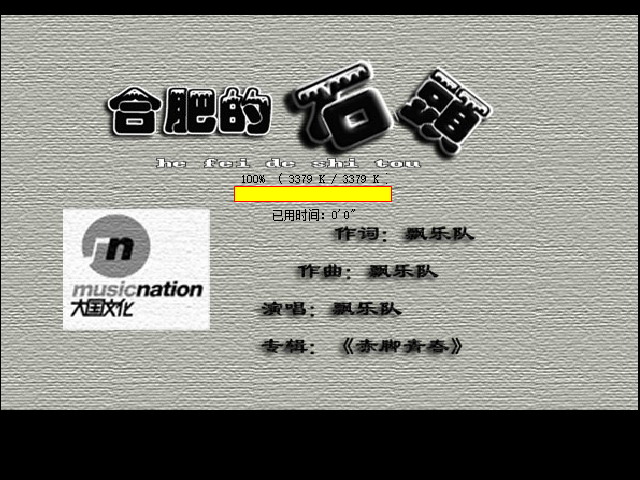 合肥的石頭
he fei de shi tou
100% ( 3379 K / 3379 K
已用时间：0'0"
作词：飘乐队
作曲：飘乐队
演唱：飘乐队
专辑：《赤脚青春》
n
musicnation
大国文化